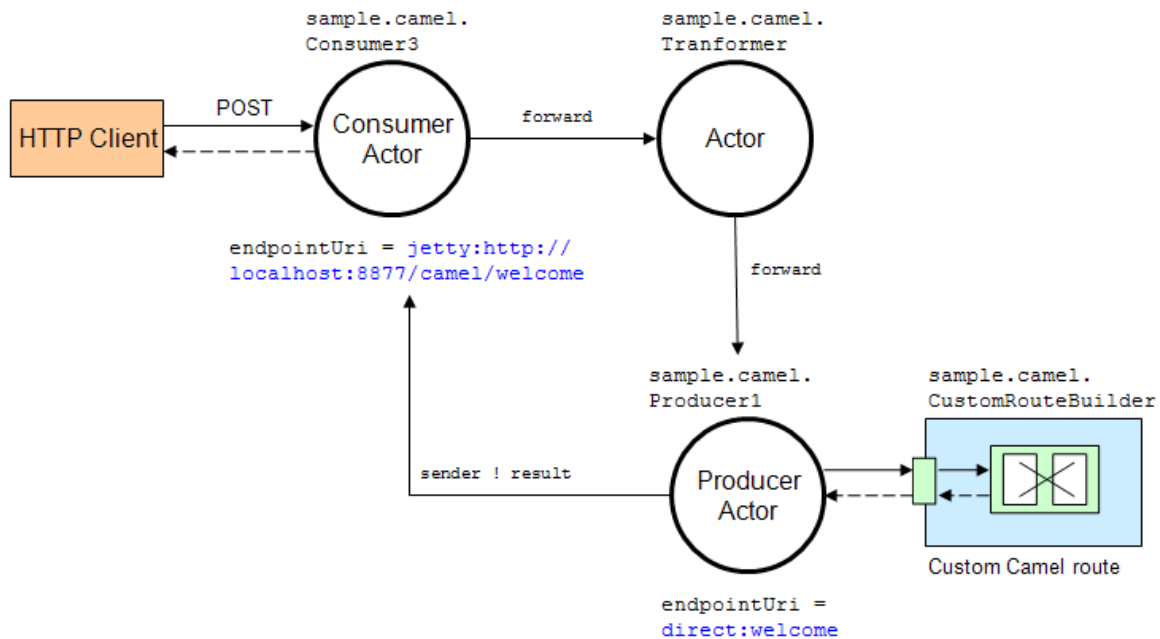 sample.camel.
Consumer3
sample.camel.
Tranformer
HTTP Client
POST
Consumer
Actor
forward
Actor
endpointUri = jetty:http://
localhost:8877/camel/welcome
forward
sample.camel.
Producer1
sample.camel.
CustomRouteBuilder
sender ! result
Producer
Actor
Custom Camel route
endpointUri =
direct:welcome